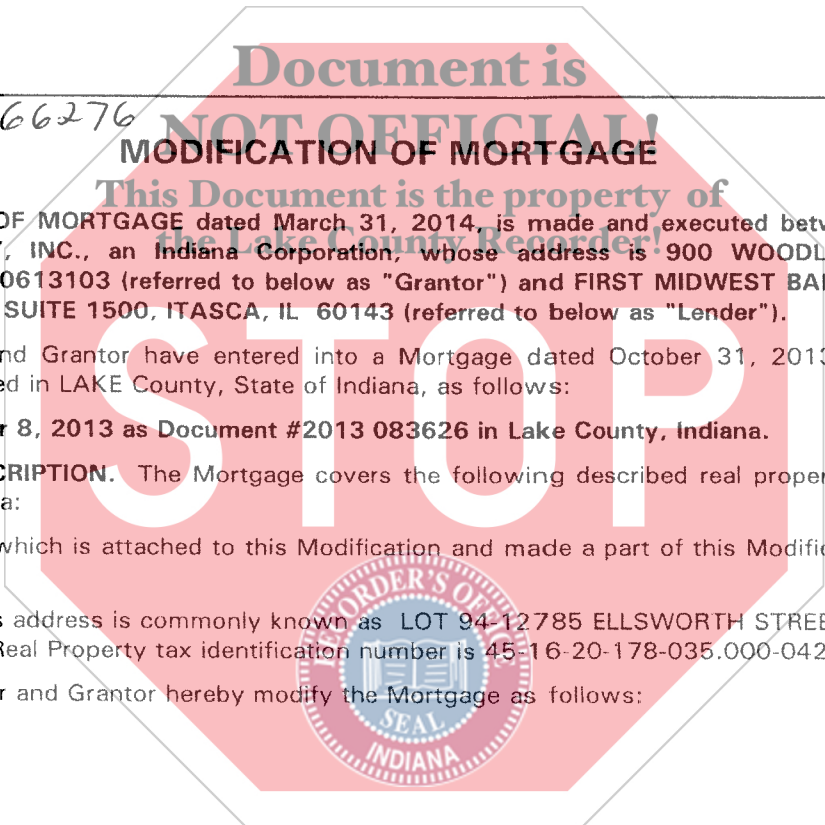 Document is
66276
NOT OFFICIAL!
MODIFICATION OF MORTGAGE
This Document is the property of
OF MORTGAGE dated March 31, 2014, is made and executed betw
the Lake County Recorder!
, INC., an Indiana Corporation, whose address is 900 WOODL
0613103 (referred to below as "Grantor") and FIRST MIDWEST BA
SUITE 1500, ITASCA, IL 60143 (referred to below as "Lender").
nd Grantor have entered into a Mortgage dated October 31, 2013
ed in LAKE County, State of Indiana, as follows:
r 8, 2013 as Document #2013 083626 in Lake County, Indiana.
STOP
CRIPTION. The Mortgage covers the following described real proper
a:
which is attached to this Modification and made a part of this Modific
s address is commonly known as LOT 94-12785 ELLSWORTH STREE
Real Property tax identification number is 45-16-20-178-035.000-042
r and Grantor hereby modify the Mortgage as follows:
RECORDER'S OFFICE
SEAL
INDIANA